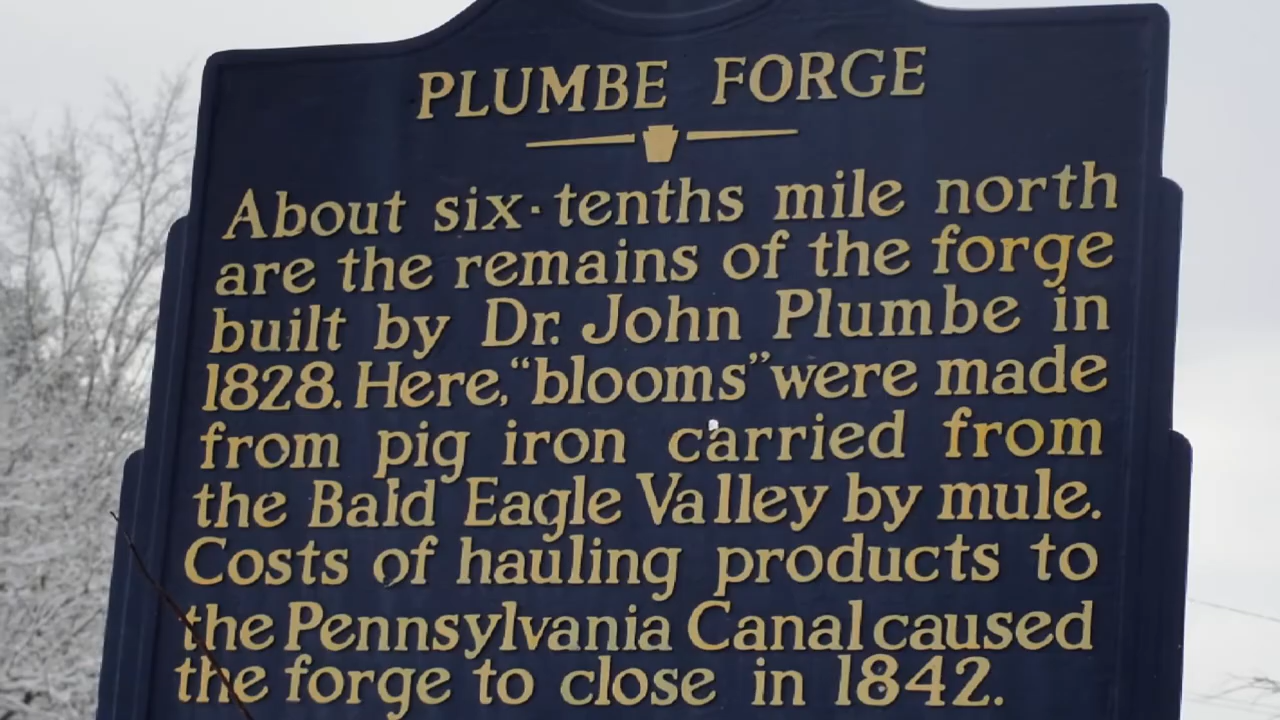 PLUMBE FORGE
About six-tenths mile north
are the remains of the forge
built by Dr. John Plumbe in
1828. Here, "blooms" were made
from pig iron carried from
the Bald Eagle Valley by mule.
Costs of hauling products to
the Pennsylvania Canal caused
the forge to close in 1842.